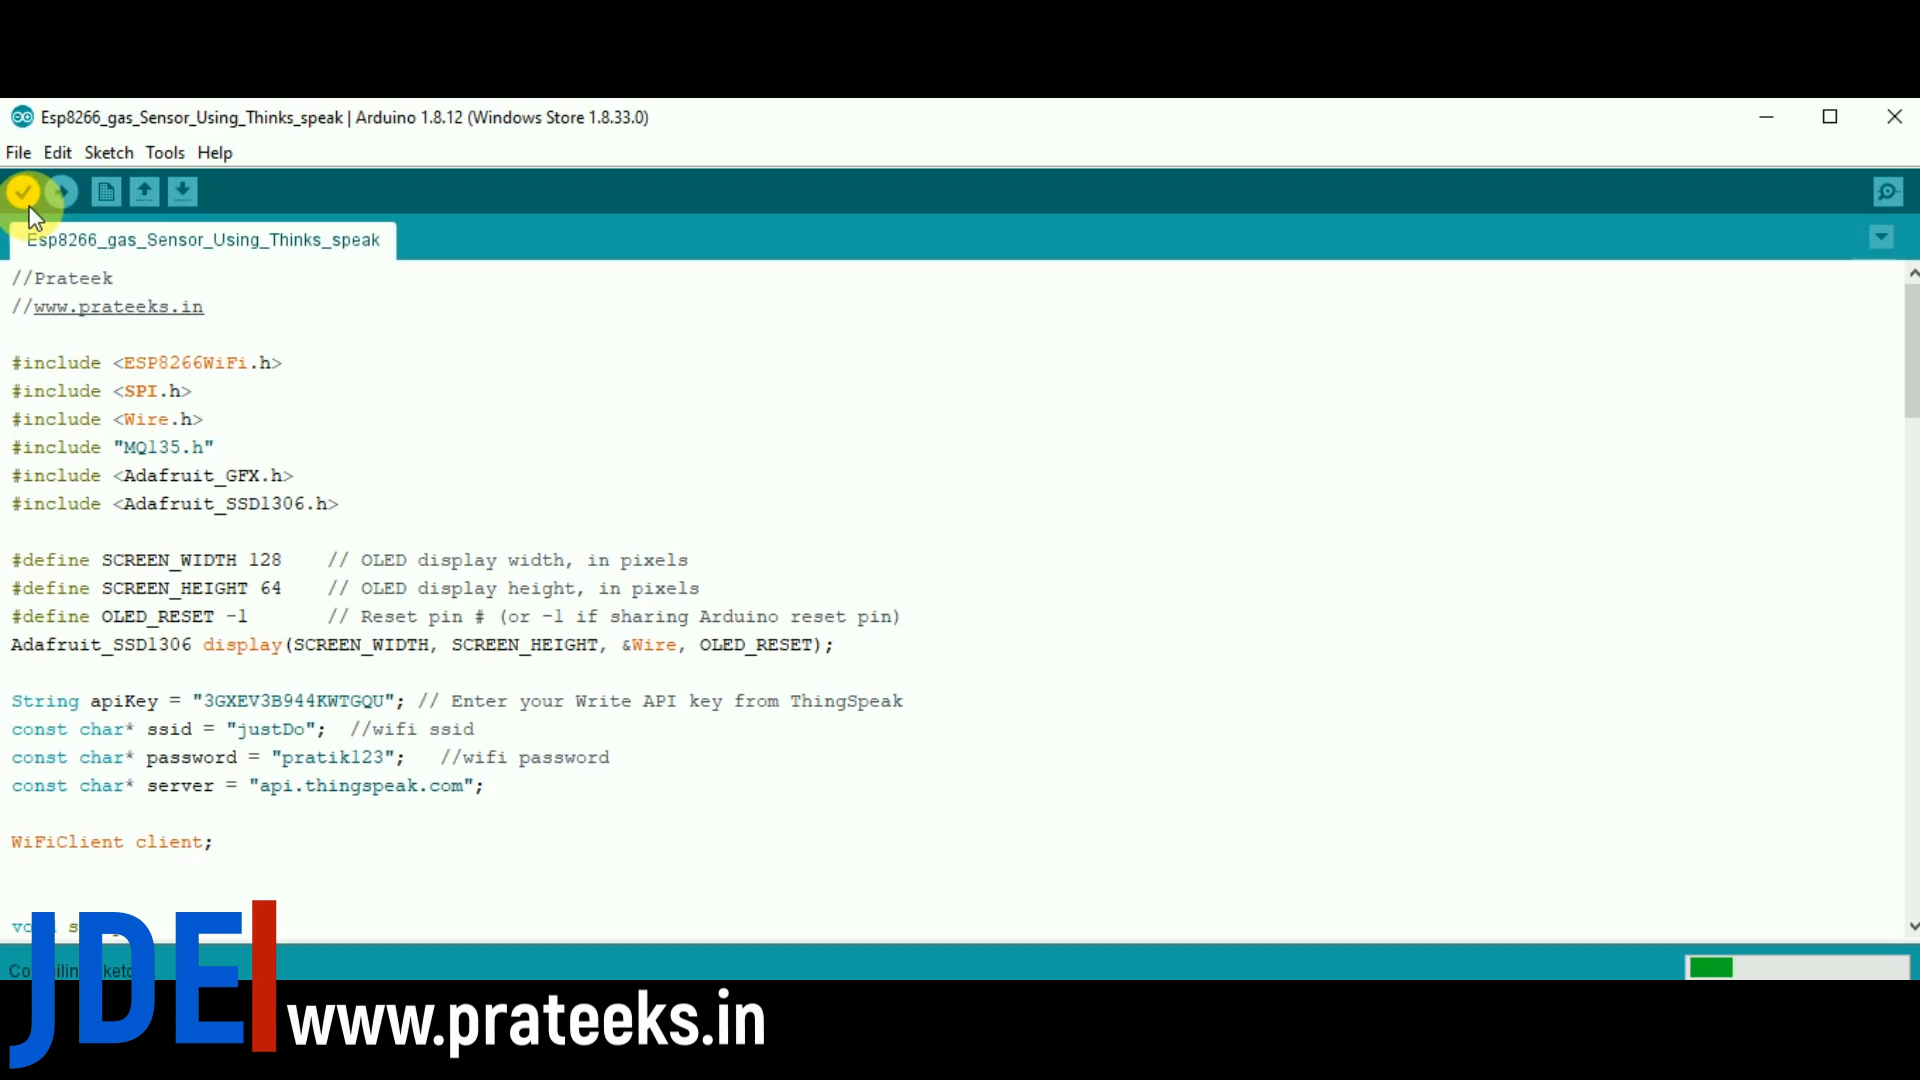 Esp8266_gas_Sensor_Using_Thinks_speak | Arduino 1.8.12 (Windows Store 1.8.33.0)
File Edit Sketch Tools Help
Esp8266_gas_Sensor_Using_Thinks_speak
//Prateek
//www.prateeks.in
#include <ESP8266WiFi.h>
#include <SPI.h>
#include <Wire.h>
#include "MQ135.h"
#include <Adafruit_GFX.h>
#include <Adafruit_SSD1306.h>
#define SCREEN_WIDTH 128 // OLED display width, in pixels
#define SCREEN_HEIGHT 64 // OLED display height, in pixels
#define OLED_RESET -1 // Reset pin # (or -1 if sharing Arduino reset pin)
Adafruit_SSD1306 display(SCREEN_WIDTH, SCREEN_HEIGHT, &Wire, OLED_RESET);
String apiKey = "3GXEV3B944KWTGQU"; // Enter your Write API key from ThingSpeak
const char* ssid = "justDo"; //wifi ssid
const char* password = "pratik123"; //wifi password
const char* server = "api.thingspeak.com";
WiFiClient client;
JDE
www.prateeks.in